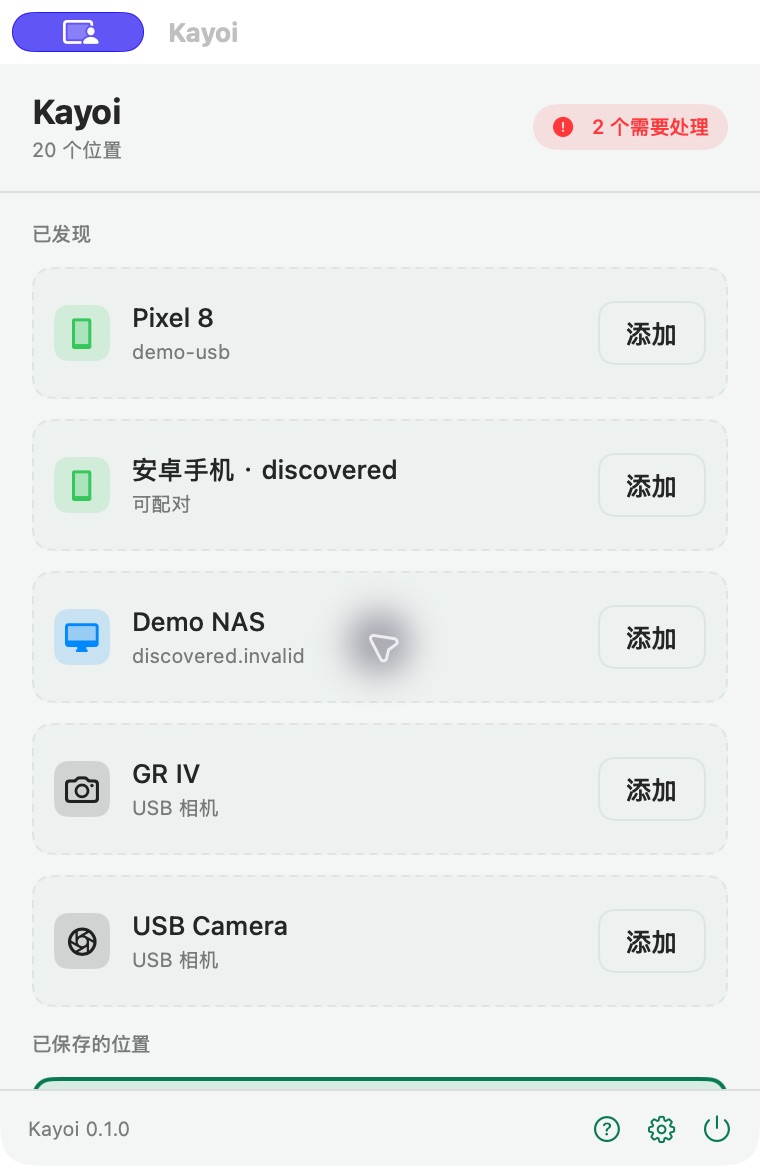 Kayoi
Kayoi
20 个位置
2 个需要处理
已发现
Pixel 8
demo-usb
添加
安卓手机 · discovered
可配对
添加
Demo NAS
discovered.invalid
添加
GR IV
USB 相机
添加
USB Camera
USB 相机
添加
已保存的位置
Kayoi 0.1.0